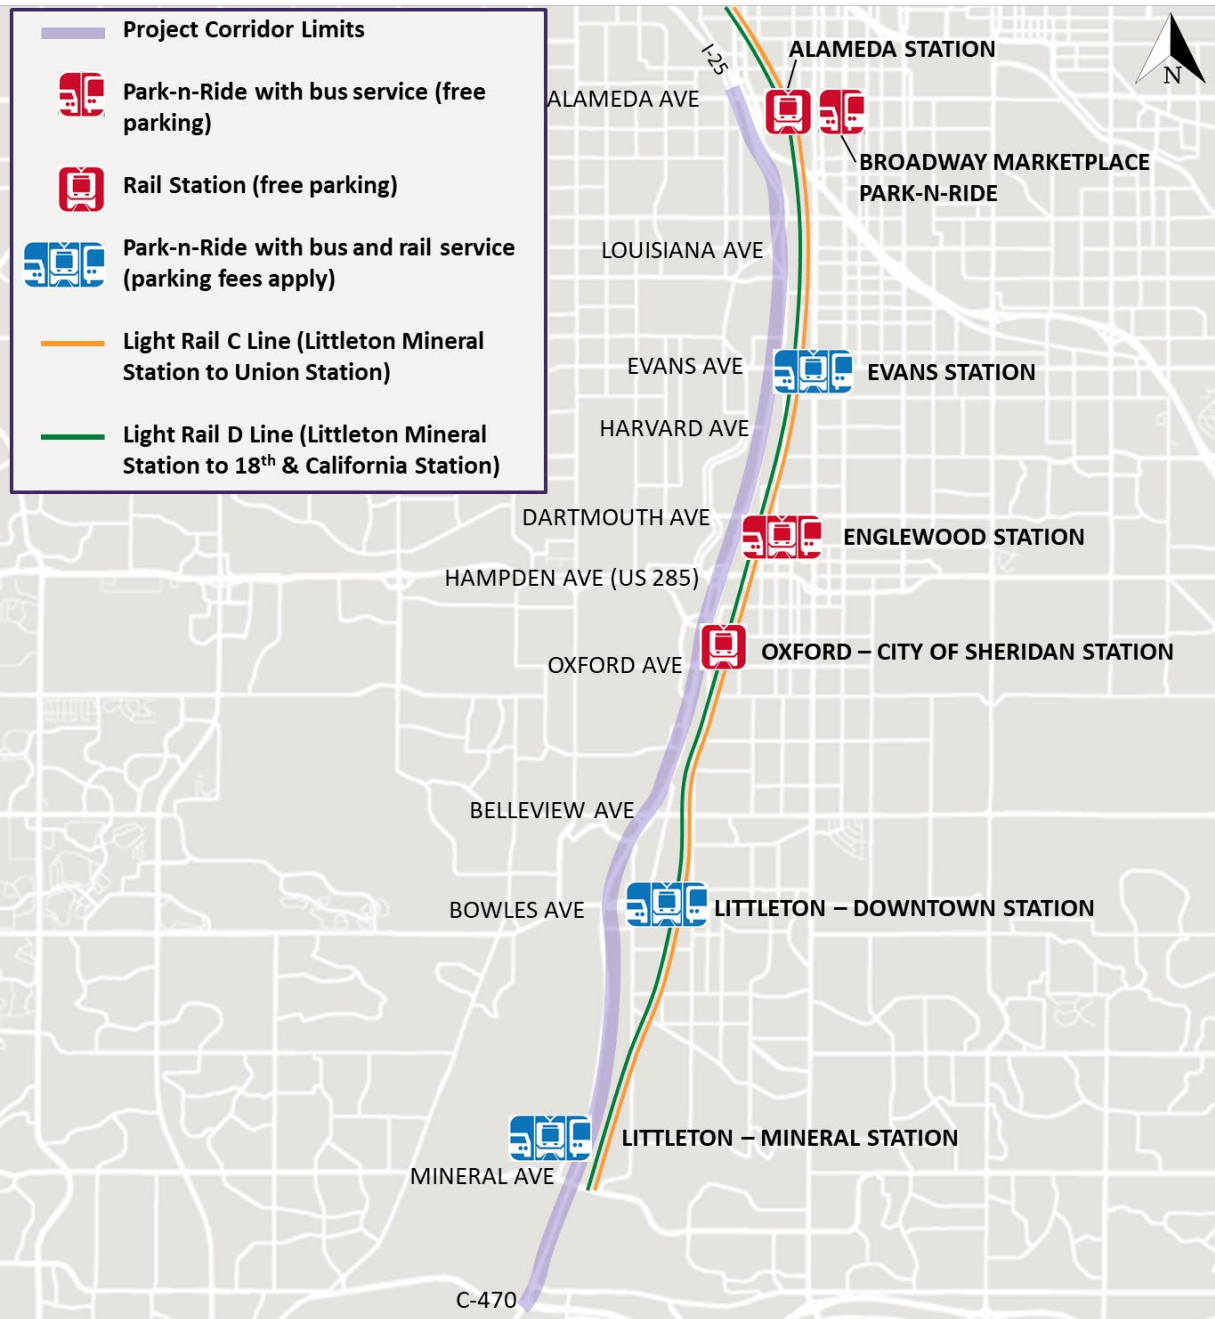 Project Corridor Limits
Park-n-Ride with bus service (free
parking)
Rail Station (free parking)
Park-n-Ride with bus and rail service
(parking fees apply)
Light Rail C Line (Littleton Mineral
Station to Union Station)
Light Rail D Line (Littleton Mineral
Station to 18th & California Station)
I-25
ALAMEDA STATION
N
ALAMEDA AVE
BROADWAY MARKETPLACE
PARK-N-RIDE
LOUISIANA AVE
EVANS AVE
EVANS STATION
HARVARD AVE
DARTMOUTH AVE
ENGLEWOOD STATION
HAMPDEN AVE (US 285)
OXFORD – CITY OF SHERIDAN STATION
OXFORD AVE
BELLEVIEW AVE
BOWLES AVE
LITTLETON – DOWNTOWN STATION
LITTLETON – MINERAL STATION
MINERAL AVE
C-470